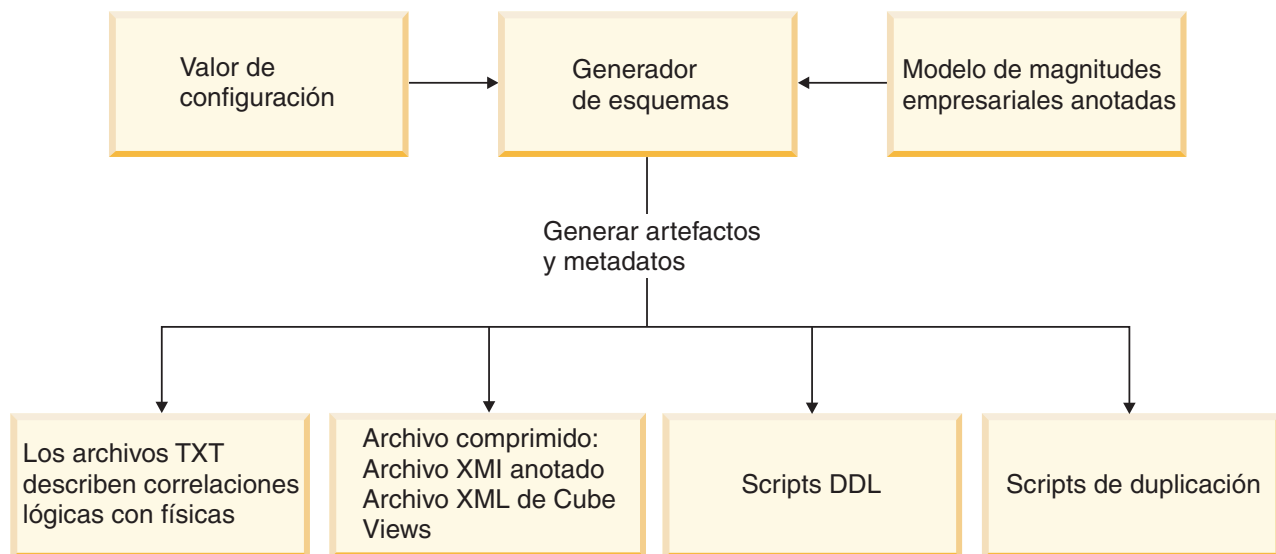 Valor de
configuración
Generador
de esquemas
Modelo de magnitudes
empresariales anotadas
Generar artefactos
y metadatos
Los archivos TXT
describen correlaciones
lógicas con físicas
Archivo comprimido:
Archivo XMI anotado
Archivo XML de Cube
Views
Scripts DDL
Scripts de duplicación